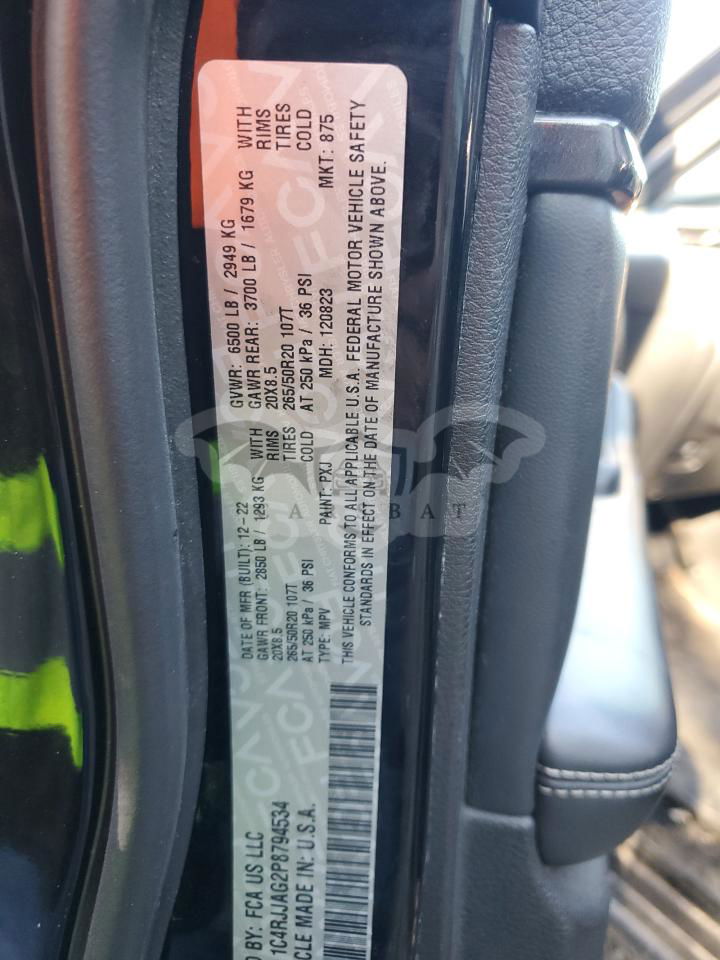 D BY: FCA US LLC
DATE OF MFR (BUILT): 12-22 GVWR: 6500 LB / 2949 KG
GAWR FRONT: 2850 LB / 1293 KG WITH GAWR REAR: 3700 LB / 1679 KG WITH
20X8.5 RIMS 20X8.5 RIMS
265/50R20 107T TIRES 265/50R20 107T TIRES
AT 250 kPa / 36 PSI COLD AT 250 kPa / 36 PSI COLD
1C4RJJAG2P8794534
TYPE: MPV PAINT: PXJ MDH: 120823 MKT: 875
CLE MADE IN: U.S.A.
THIS VEHICLE CONFORMS TO ALL APPLICABLE U.S.A. FEDERAL MOTOR VEHICLE SAFETY
STANDARDS IN EFFECT ON THE DATE OF MANUFACTURE SHOWN ABOVE.